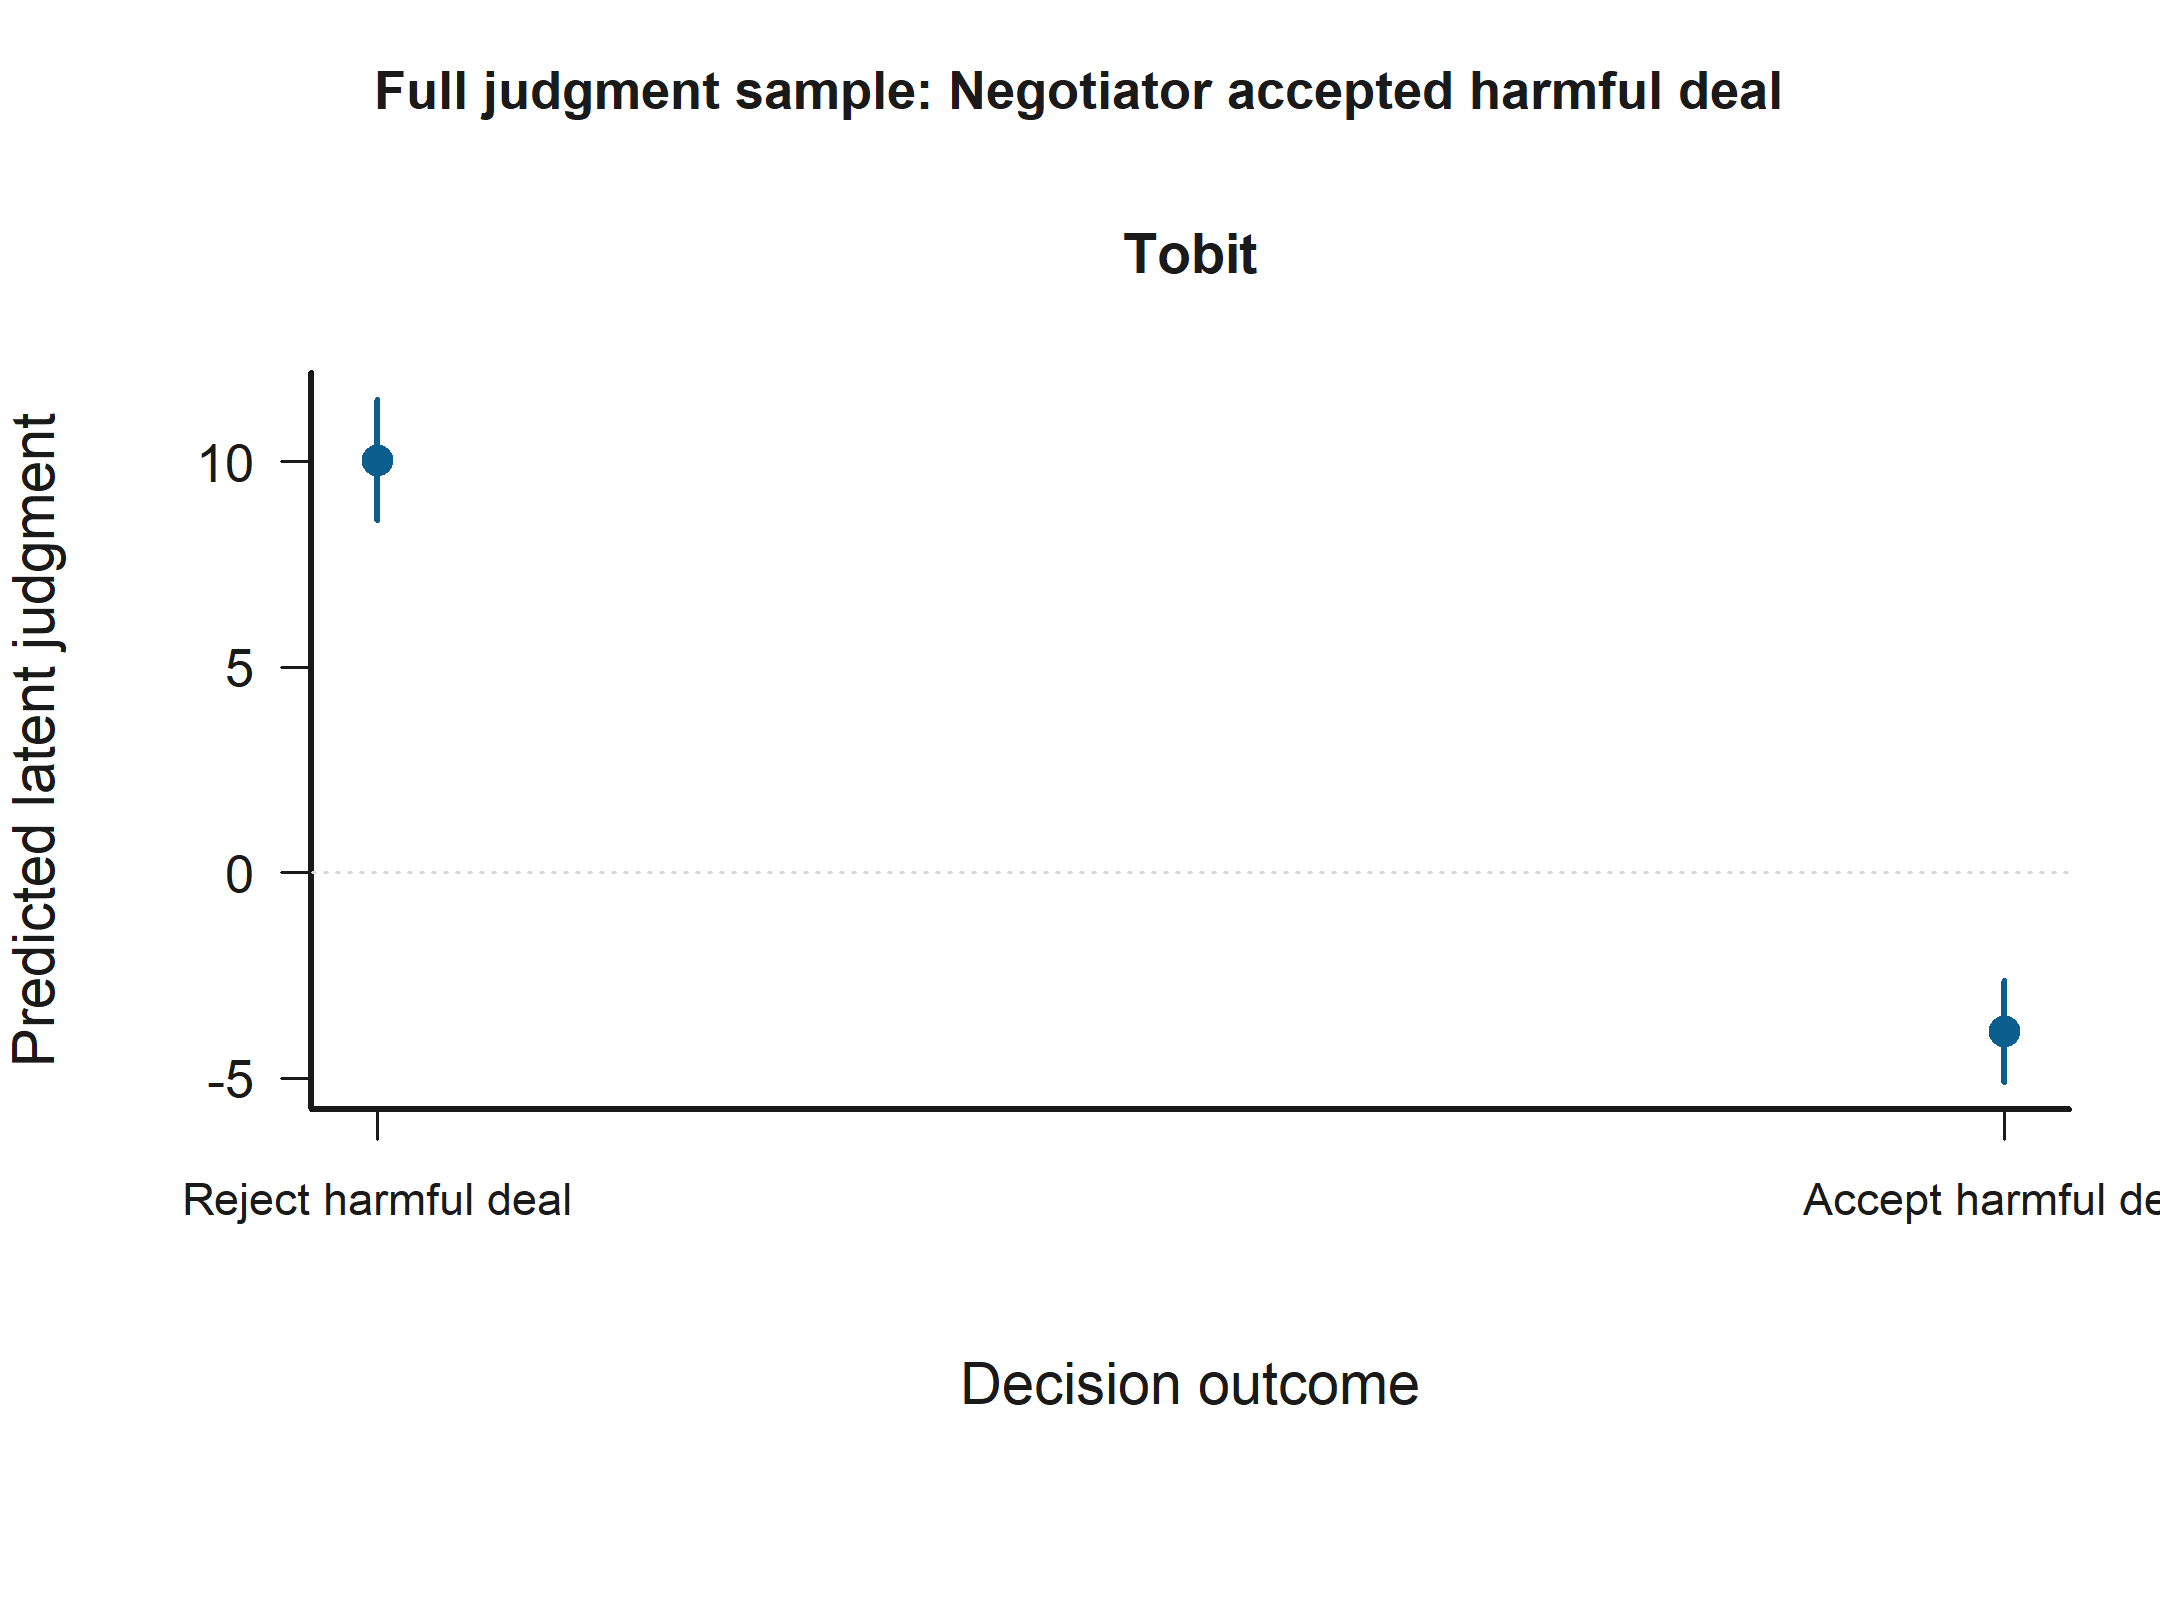 Full judgment sample: Negotiator accepted harmful deal
Tobit
Predicted latent judgment
10
5
0
-5
Reject harmful deal
Accept harmful de
Decision outcome